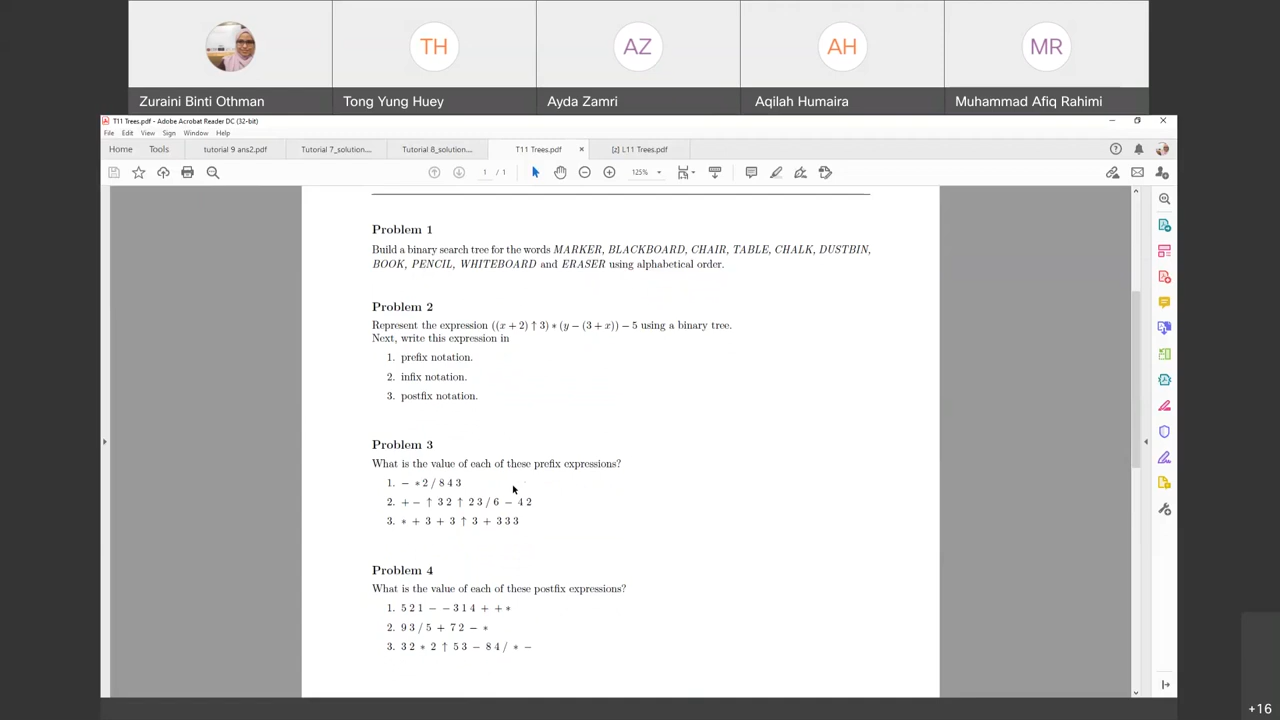 TH
AZ
AH
MR
Zuraini Binti Othman
Tong Yung Huey
Ayda Zamri
Aqilah Humaira
Muhammad Afiq Rahimi
T11 Trees.pdf - Adobe Acrobat Reader DC (32-bit)
File Edit View Sign Window Help
Home Tools tutorial 9 ans2.pdf Tutorial 7_solution.... Tutorial 8_solution.... T11 Trees.pdf × [2] L11 Trees.pdf
1 / 1 125%
Problem 1
Build a binary search tree for the words MARKER, BLACKBOARD, CHAIR, TABLE, CHALK, DUSTBIN,
BOOK, PENCIL, WHITEBOARD and ERASER using alphabetical order.
Problem 2
Represent the expression ((x + 2) ↑ 3) ∗ (y − (3 + x)) − 5 using a binary tree.
Next, write this expression in
1. prefix notation.
2. infix notation.
3. postfix notation.
Problem 3
What is the value of each of these prefix expressions?
1. − ∗ 2 / 8 4 3
2. + − ↑ 3 2 ↑ 2 3 / 6 − 4 2
3. ∗ + 3 + 3 ↑ 3 + 3 3 3
Problem 4
What is the value of each of these postfix expressions?
1. 5 2 1 − − 3 1 4 + + ∗
2. 9 3 / 5 + 7 2 − ∗
3. 3 2 ∗ 2 ↑ 5 3 − 8 4 / ∗ −
+16